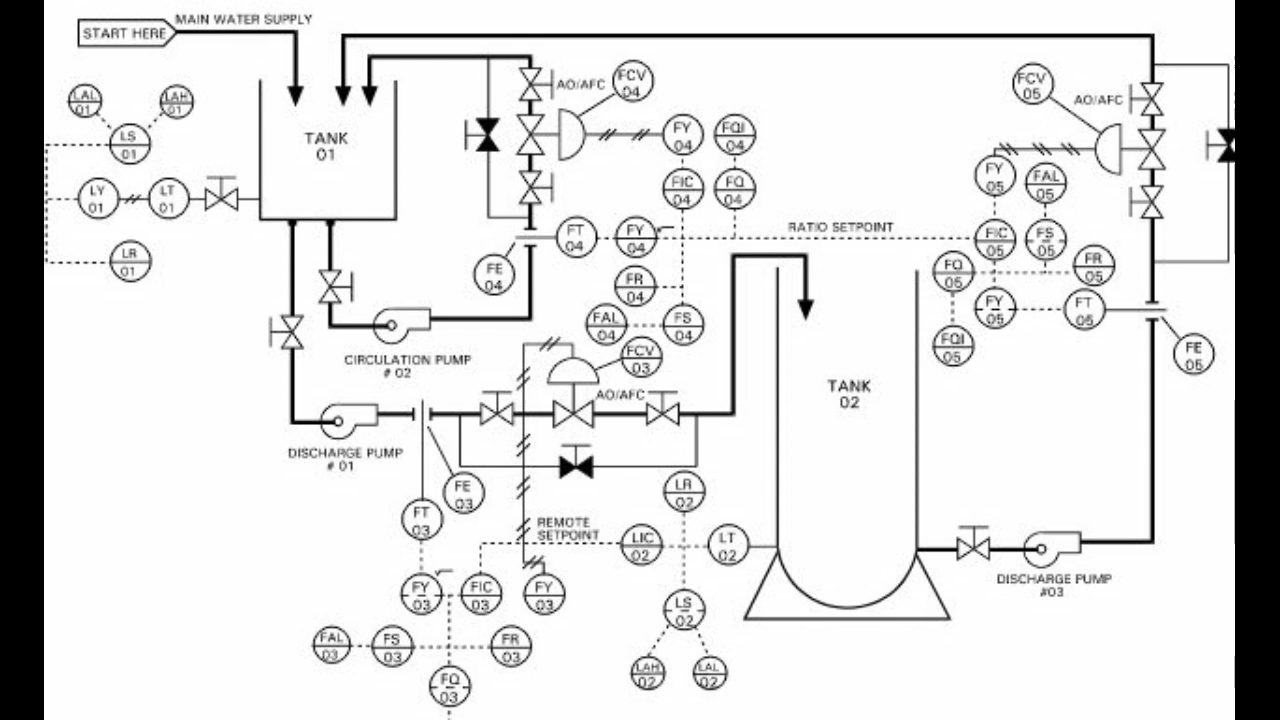 MAIN WATER SUPPLY
START HERE
LAL
01
LAH
01
LS
01
LY
01
LT
01
LR
01
TANK
01
AO/AFC
FCV
04
FY
04
FQI
04
FIC
04
FQ
04
FT
04
FY
04
FE
04
FR
04
FAL
04
FS
04
RATIO SETPOINT
FCV
05
AO/AFC
FY
05
FAL
05
FIC
05
FS
05
FQ
05
FR
05
FY
05
FT
05
FQI
05
FE
05
CIRCULATION PUMP
# 02
FCV
03
AO/AFC
TANK
02
DISCHARGE PUMP
# 01
FE
03
FT
03
LR
02
REMOTE
SETPOINT
LIC
02
LT
02
DISCHARGE PUMP
#03
FY
03
FIC
03
FY
03
LS
02
FAL
03
FS
03
FR
03
LAH
02
LAL
02
FQ
03